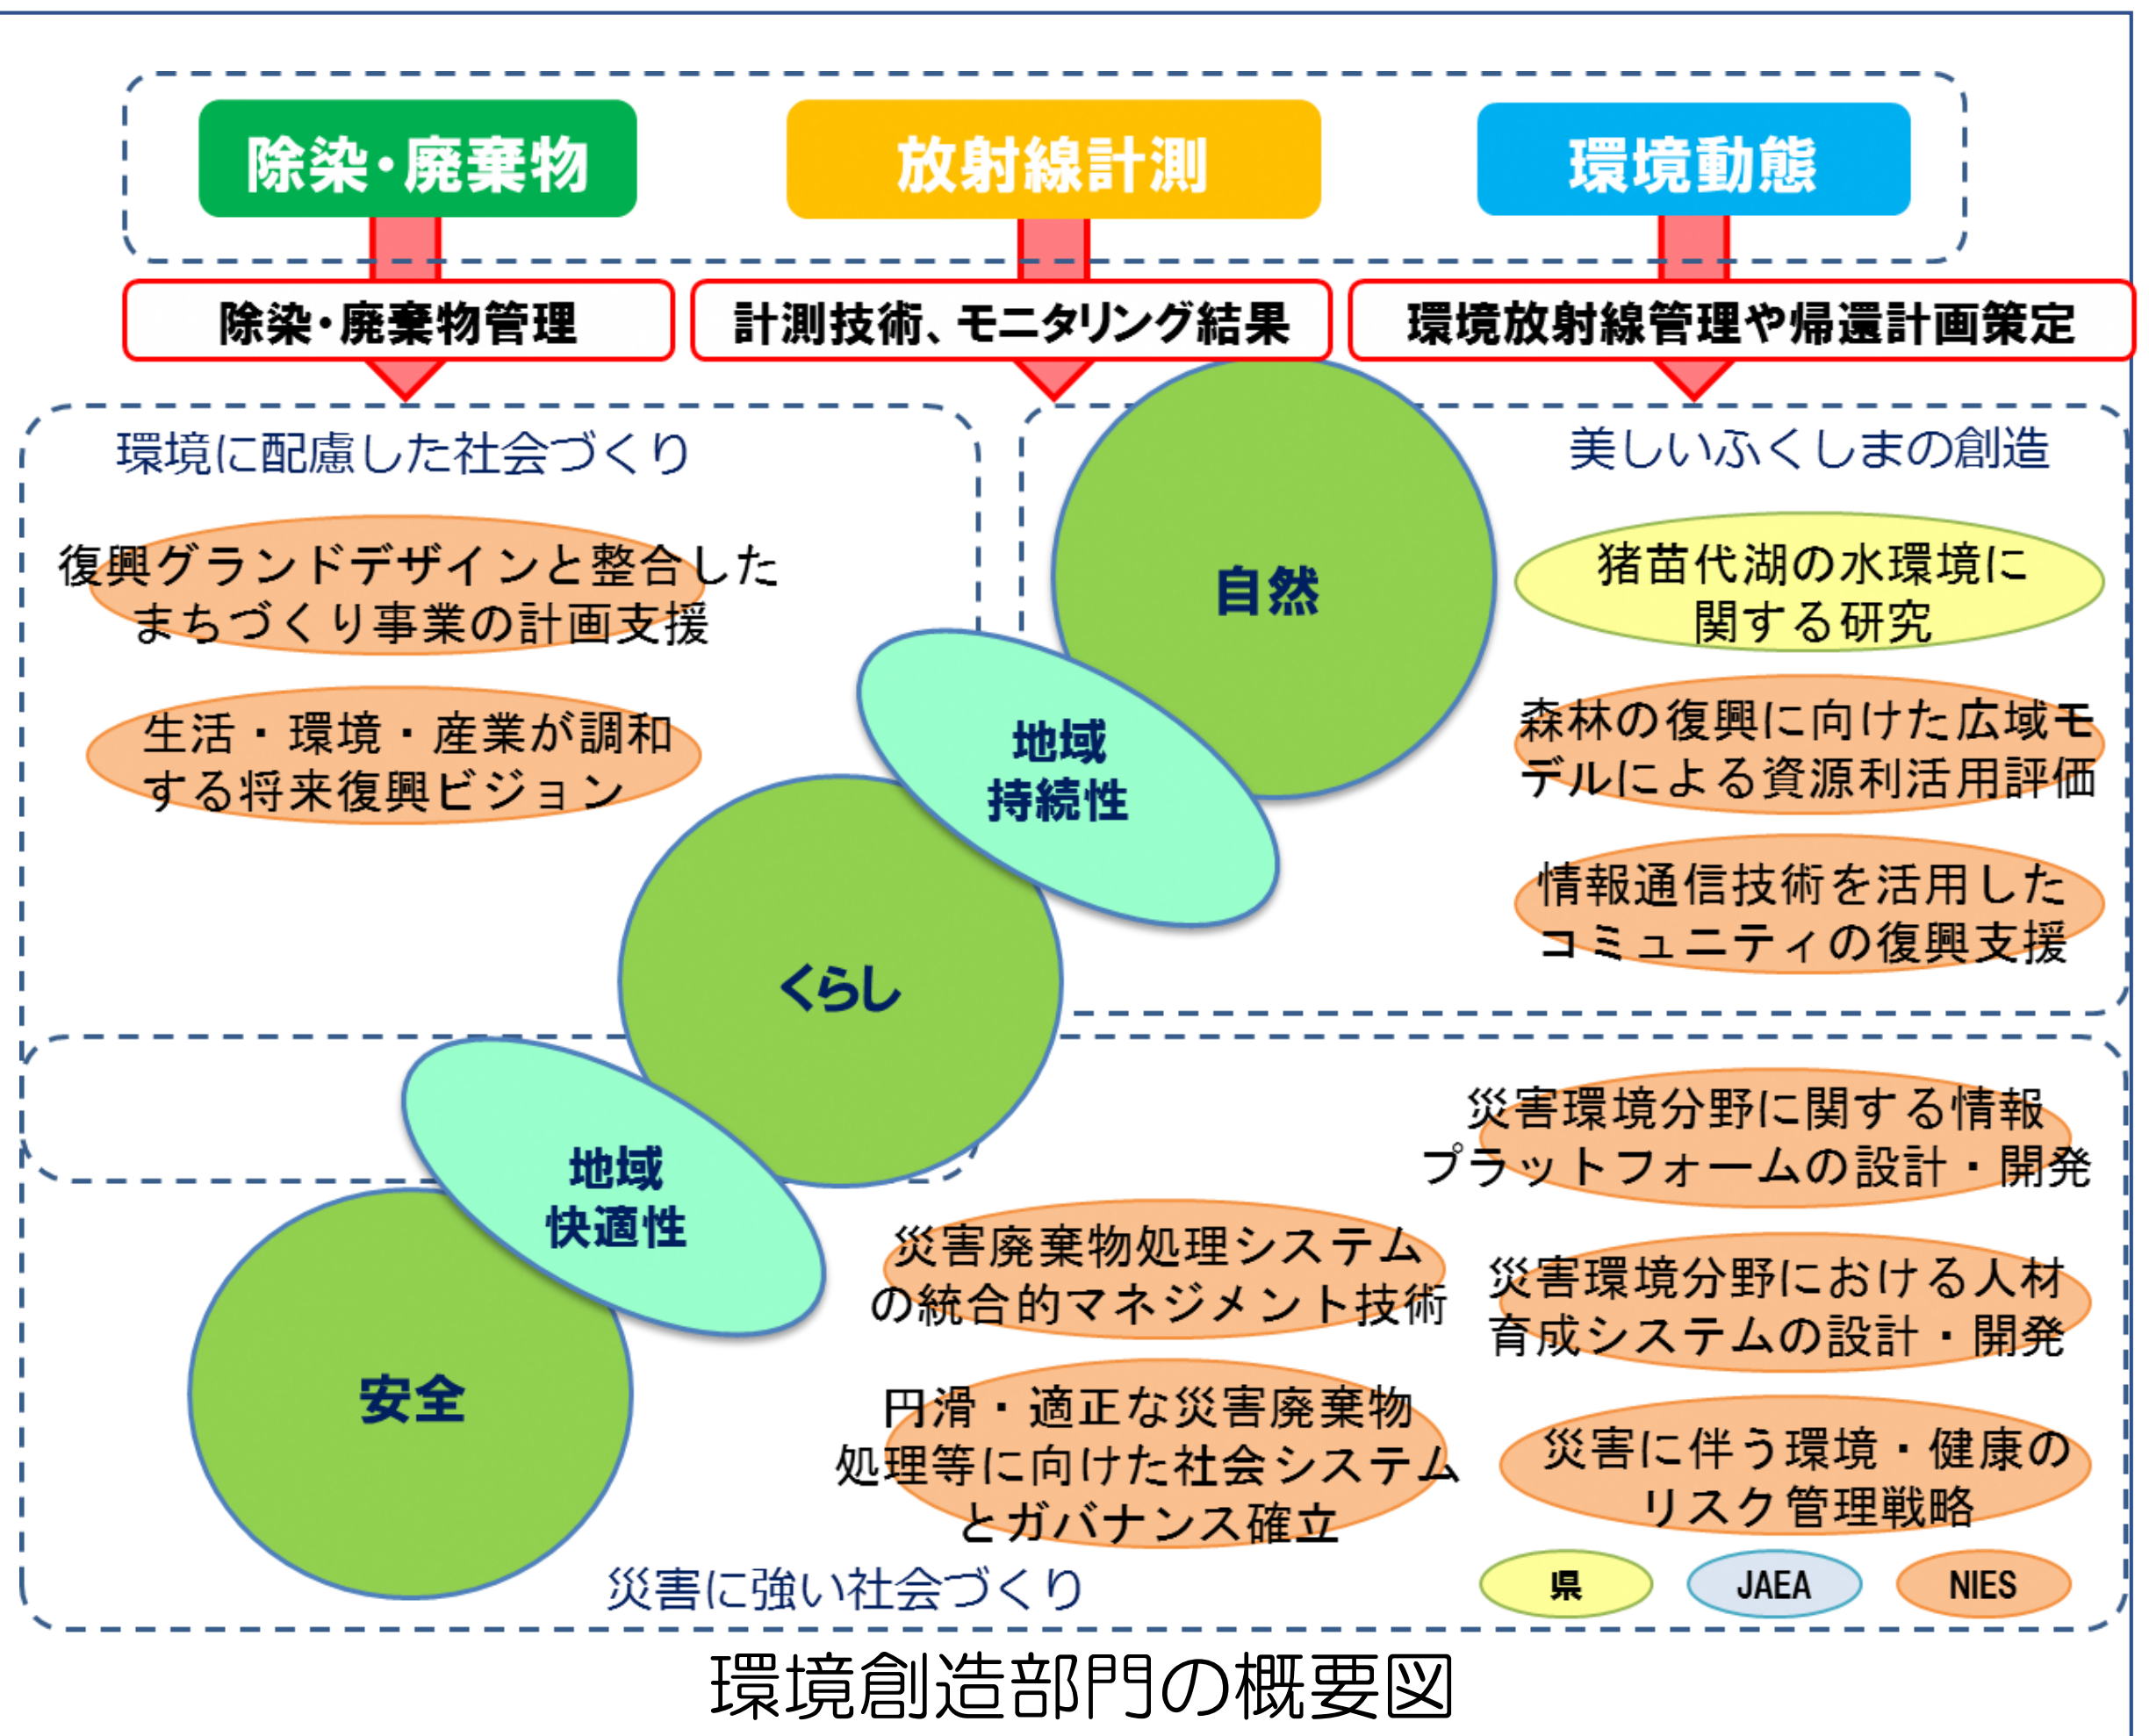 除染・廃棄物
放射線計測
環境動態
除染・廃棄物管理
計測技術、モニタリング結果
環境放射線管理や帰還計画策定
環境に配慮した社会づくり
復興グランドデザインと整合した
まちづくり事業の計画支援
生活・環境・産業が調和
する将来復興ビジョン
美しいふくしまの創造
猪苗代湖の水環境に
関する研究
森林の復興に向けた広域モ
デルによる資源利活用評価
情報通信技術を活用した
コミュニティの復興支援
自然
地域
持続性
くらし
地域
快適性
安全
災害環境分野に関する情報
プラットフォームの設計・開発
災害廃棄物処理システム
の統合的マネジメント技術
災害環境分野における人材
育成システムの設計・開発
円滑・適正な災害廃棄物
処理等に向けた社会システム
とガバナンス確立
災害に伴う環境・健康の
リスク管理戦略
災害に強い社会づくり
県
JAEA
NIES
環境創造部門の概要図